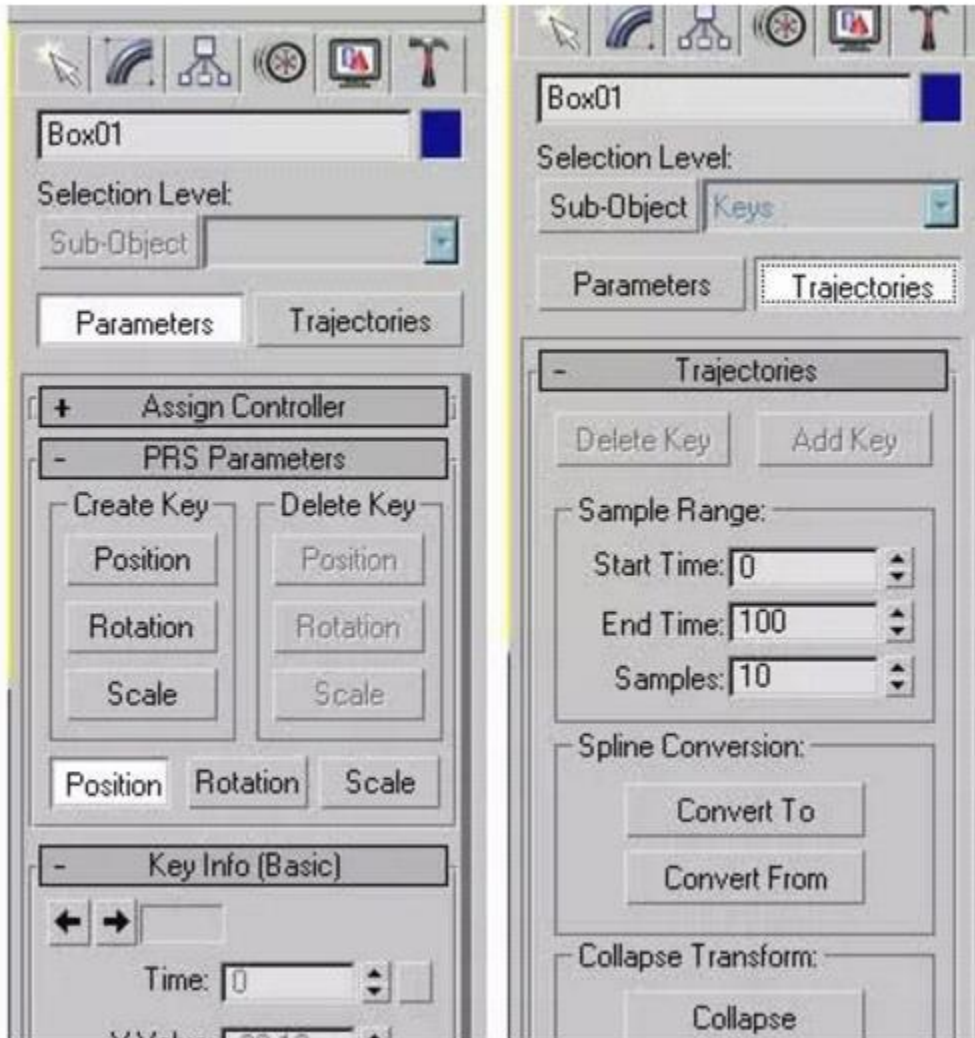 Box01
Selection Level:
Sub-Object
Parameters Trajectories
+ Assign Controller
- PRS Parameters
Create Key Delete Key
Position Position
Rotation Rotation
Scale Scale
Position Rotation Scale
- Key Info (Basic)
Time: 0
Box01
Selection Level:
Sub-Object Keys
Parameters Trajectories
- Trajectories
Delete Key Add Key
Sample Range:
Start Time: 0
End Time: 100
Samples: 10
Spline Conversion:
Convert To
Convert From
Collapse Transform:
Collapse